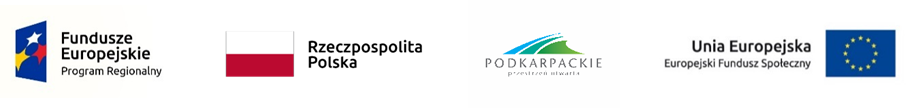 Fundusze
Europejskie
Program Regionalny
Rzeczpospolita
Polska
PODKARPACKIE
przestrzeń otwarta
Unia Europejska
Europejski Fundusz Społeczny